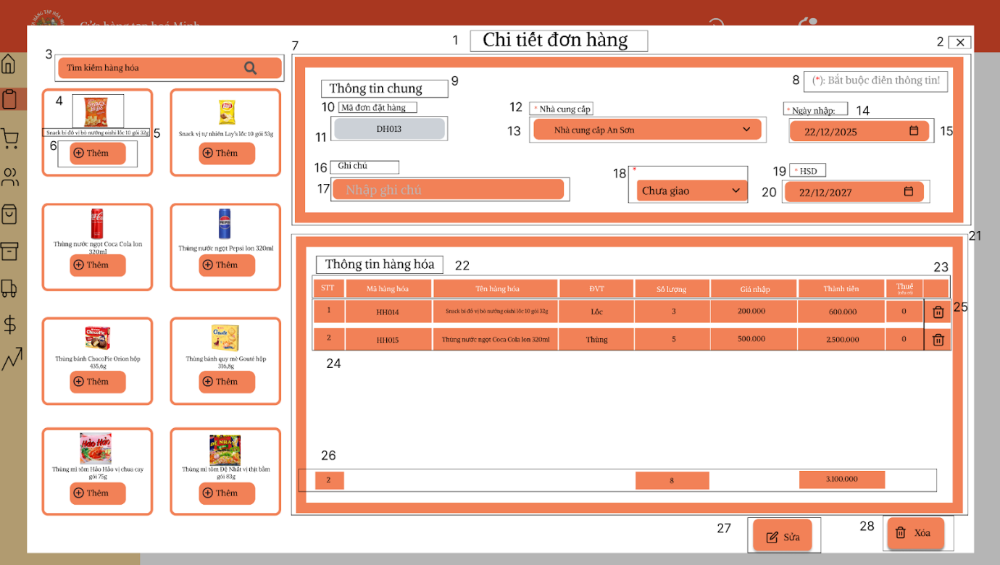 Cửa hàng tạp hoá Minh
1
Chi tiết đơn hàng
2
3
Tìm kiếm hàng hóa
4
Snack bí đỏ vị bò nướng oishi lốc 10 gói 32g
5
6
Thêm
Snack vị tự nhiên Lay's lốc 10 gói 53g
Thêm
Thùng nước ngọt Coca Cola lon
320ml
Thêm
Thùng nước ngọt Pepsi lon 320ml
Thêm
Thùng bánh ChocoPie Orion hộp
435,6g
Thêm
Thùng bánh quy mè Gouté hộp
316,8g
Thêm
Thùng mì tôm Hảo Hảo vị chua cay
gói 75g
Thêm
Thùng mì tôm Đệ Nhất vị thịt bằm
gói 83g
Thêm
7
8
(*): Bắt buộc điền thông tin!
Thông tin chung
9
10
Mã đơn đặt hàng
11
DH013
12
* Nhà cung cấp
13
Nhà cung cấp An Sơn
* Ngày nhập:
14
22/12/2025
15
16
Ghi chú
17
Nhập ghi chú
18
*
Chưa giao
19
* HSD
20
22/12/2027
21
Thông tin hàng hóa
22
23
STT Mã hàng hóa Tên hàng hóa ĐVT Số lượng Giá nhập Thành tiền Thuế
1 HH014 Snack bí đỏ vị bò nướng oishi lốc 10 gói 32g Lốc 3 200.000 600.000 0
25
2 HH015 Thùng nước ngọt Coca Cola lon 320ml Thùng 5 500.000 2.500.000 0
24
26
2 8 3.100.000
27
Sửa
28
Xóa